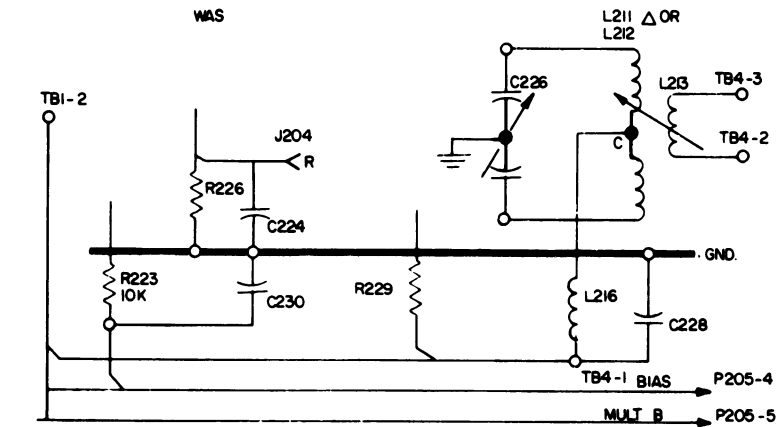 WAS
L211 △ OR
L212
C226
L213
TB4-3
TB1-2
J204
R
TB4-2
C
R226
C224
GND.
R223
10K
C230
R229
L216
C228
TB4-1 BIAS
P205-4
MULT B
P205-5